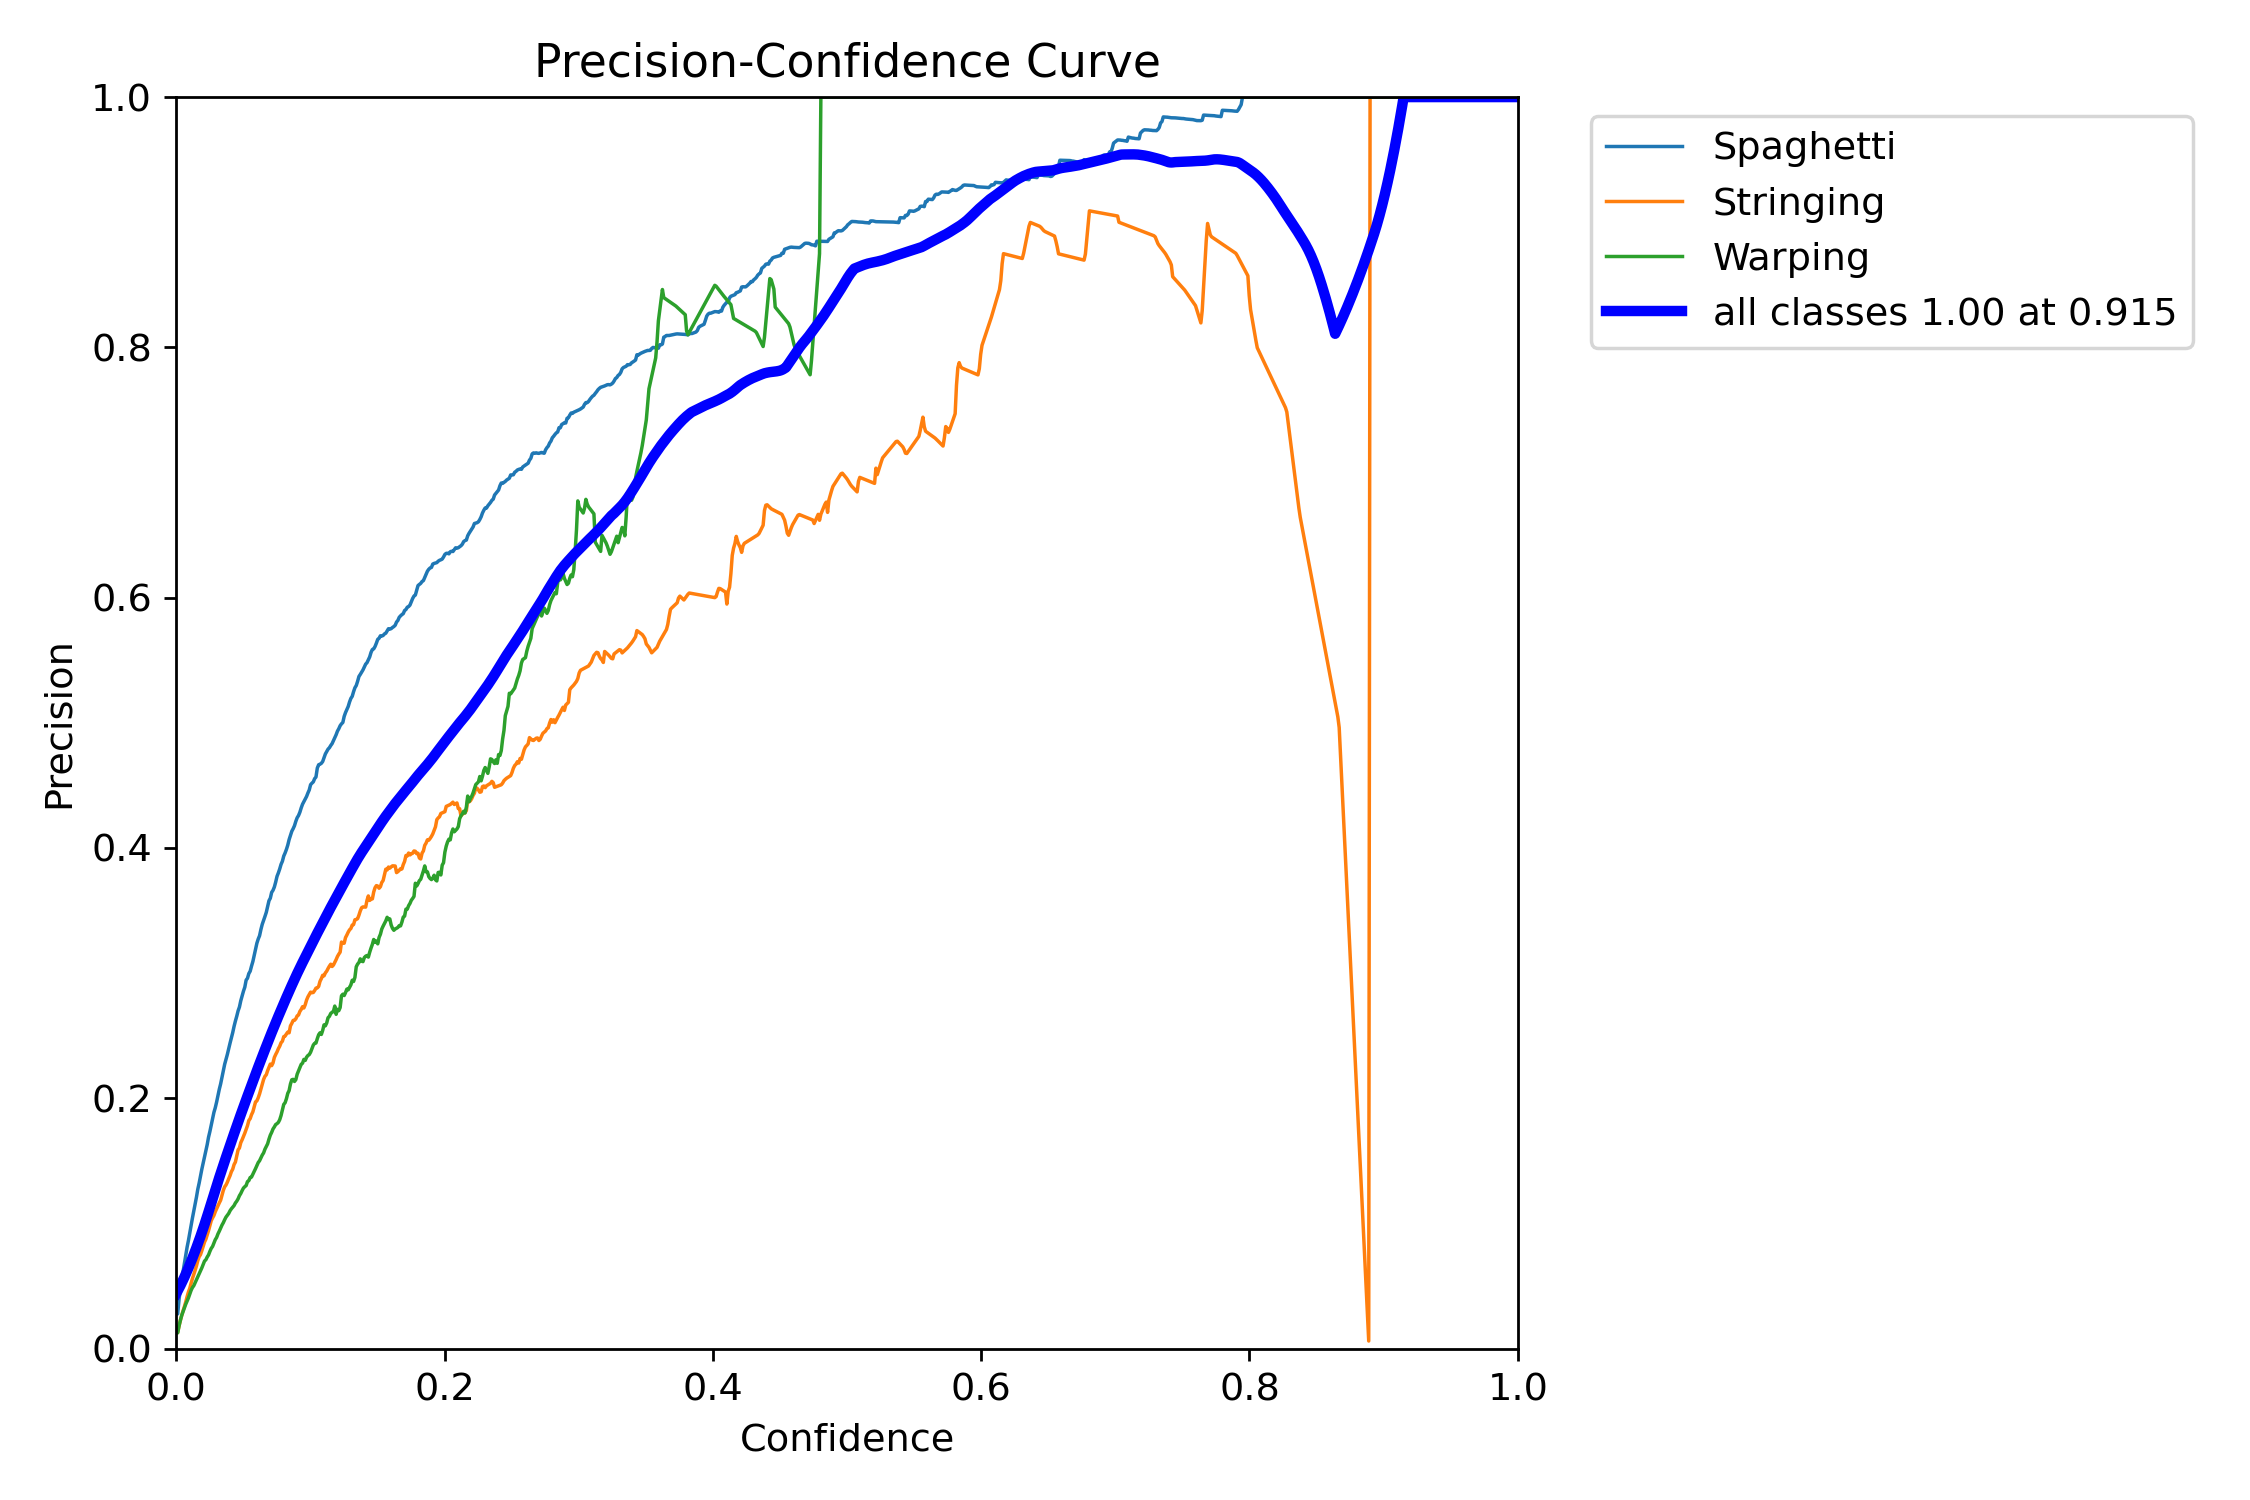 Precision-Confidence Curve
1.0
0.8
0.6
0.4
0.2
0.0
Precision
0.0 0.2 0.4 0.6 0.8 1.0
Confidence
Spaghetti
Stringing
Warping
all classes 1.00 at 0.915